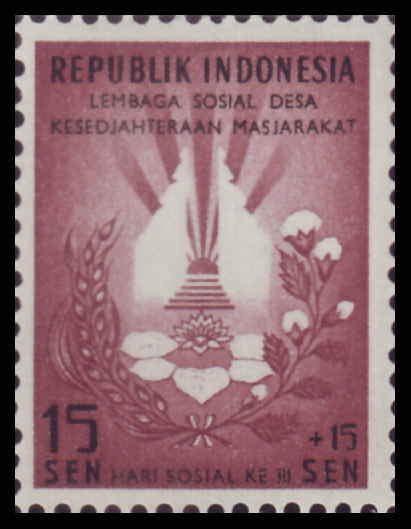 REPUBLIK INDONESIA
LEMBAGA SOSIAL DESA
KESEDJAHTERAAN MASJARAKAT
15 +15
SEN HARI SOSIAL KE III SEN